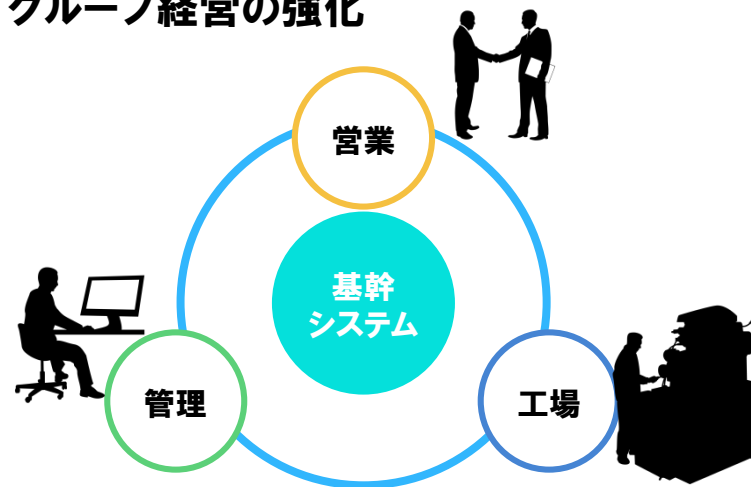 グループ経営の強化
営業
基幹
システム
管理
工場